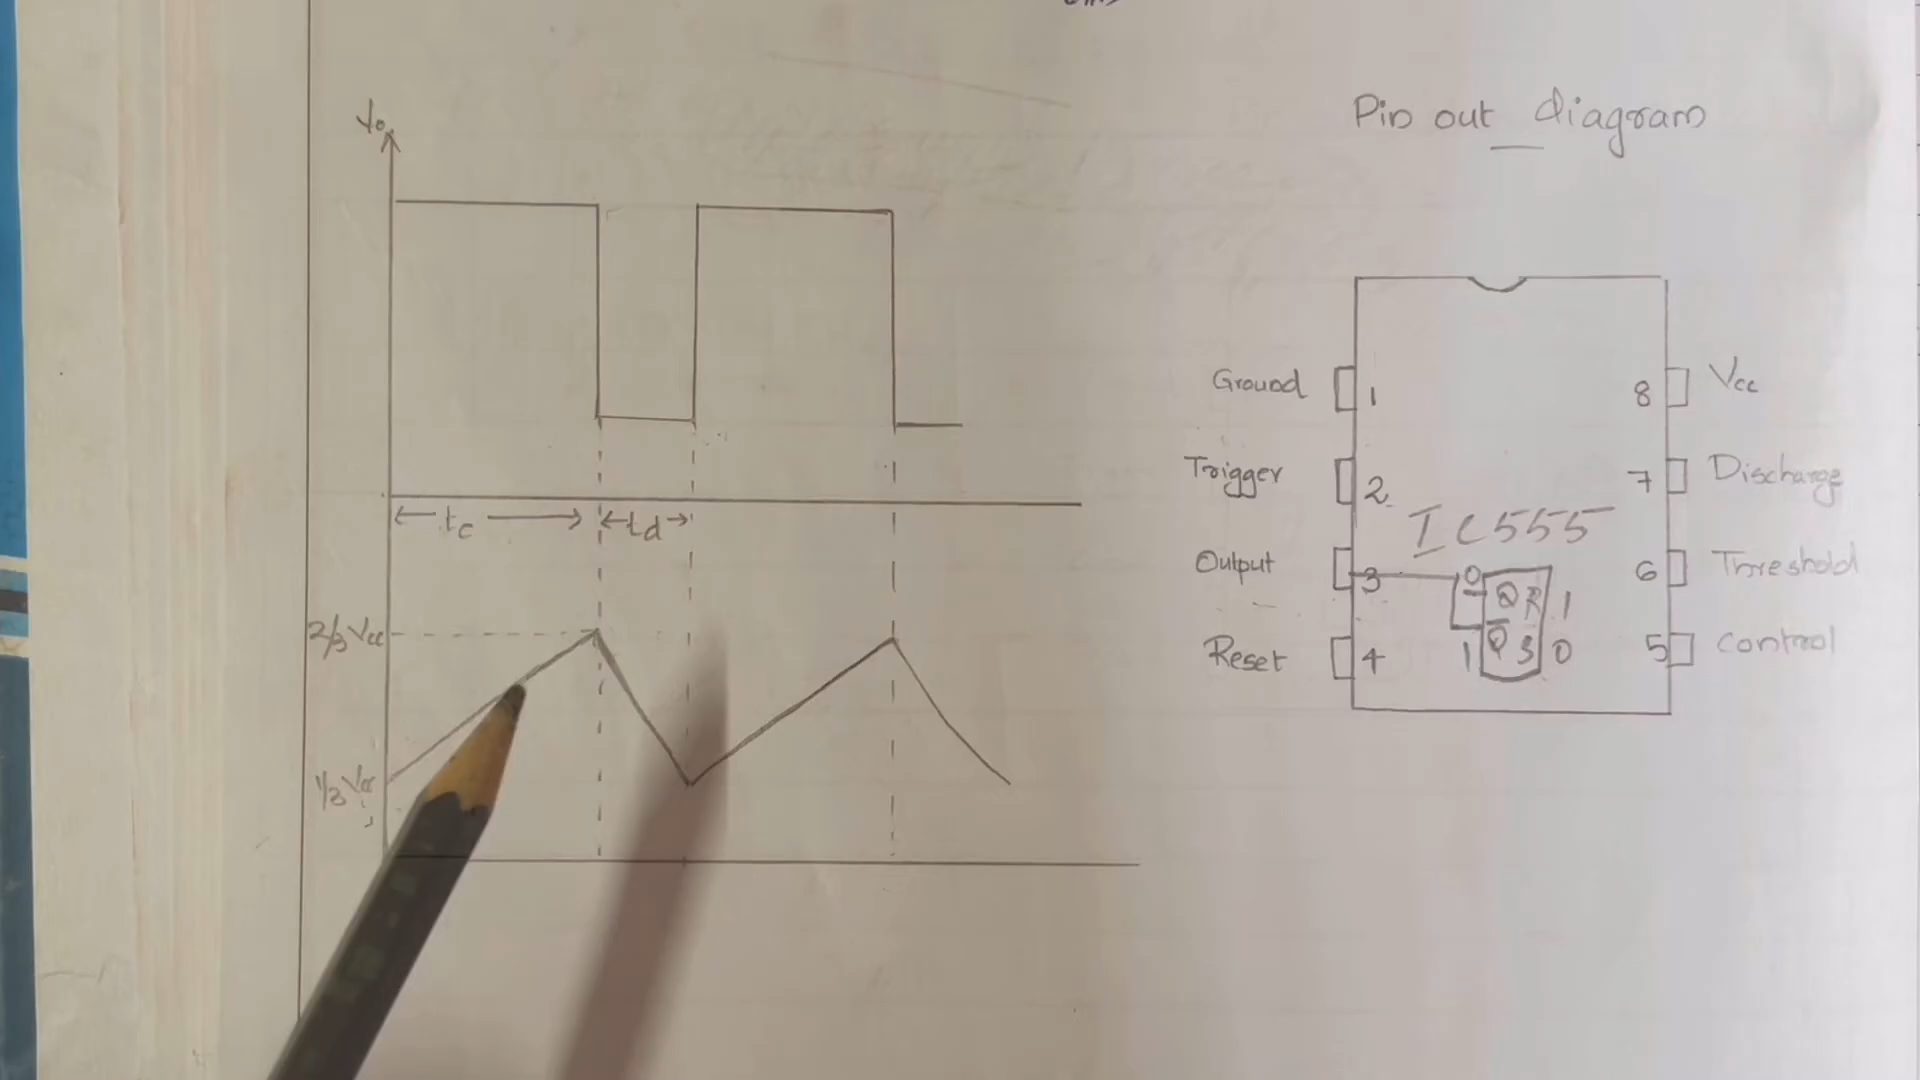 Vo
tc
td
2/3 Vcc
1/3 Vcc
Pin out diagram
Ground 1
8 Vcc
Trigger 2
7 Discharge
IC555
Output 3
6 Threshold
0 Q R 1
Reset 4
1 Q̅ S 0
5 Control